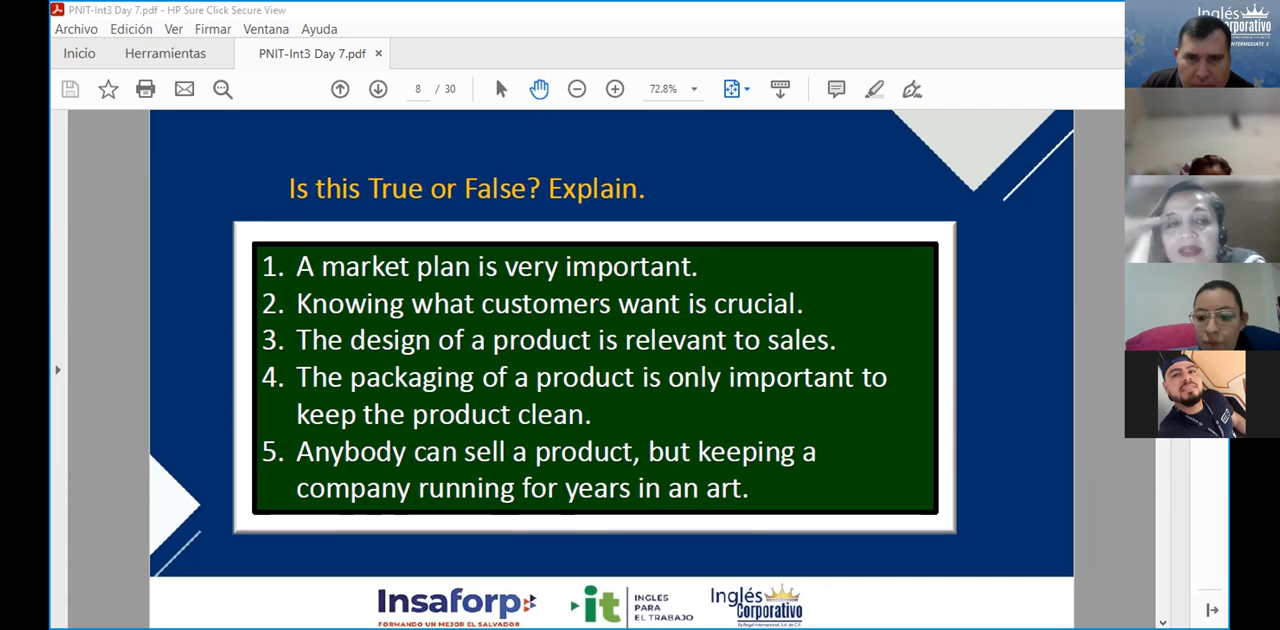 PNIT-Int3 Day 7.pdf - HP Sure Click Secure View
Archivo Edición Ver Firmar Ventana Ayuda
Inicio Herramientas PNIT-Int3 Day 7.pdf ×
8 / 30 72.8%
Is this True or False? Explain.
1. A market plan is very important.
2. Knowing what customers want is crucial.
3. The design of a product is relevant to sales.
4. The packaging of a product is only important to
keep the product clean.
5. Anybody can sell a product, but keeping a
company running for years in an art.
Insaforp
FORMANDO UN MEJOR EL SALVADOR
it
INGLÉS
PARA
EL TRABAJO
Inglés
Corporativo
Inglés
Corporativo
INTERMEDIATE 3